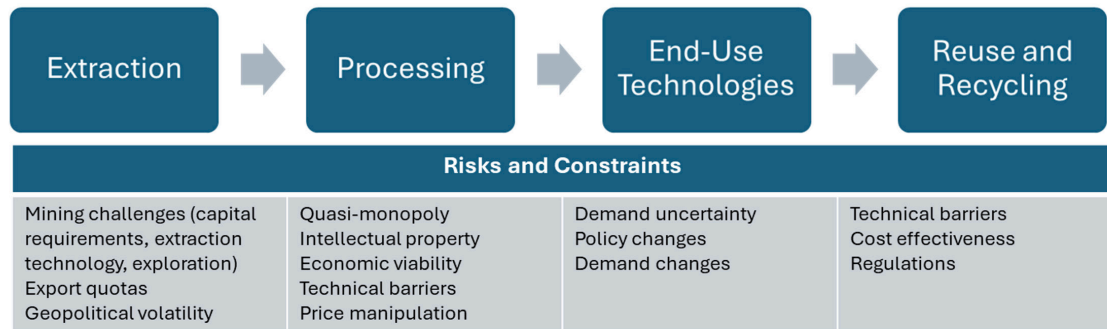 Extraction
Processing
End-Use
Technologies
Reuse and
Recycling
Risks and Constraints
Mining challenges (capital
requirements, extraction
technology, exploration)
Export quotas
Geopolitical volatility
Quasi-monopoly
Intellectual property
Economic viability
Technical barriers
Price manipulation
Demand uncertainty
Policy changes
Demand changes
Technical barriers
Cost effectiveness
Regulations